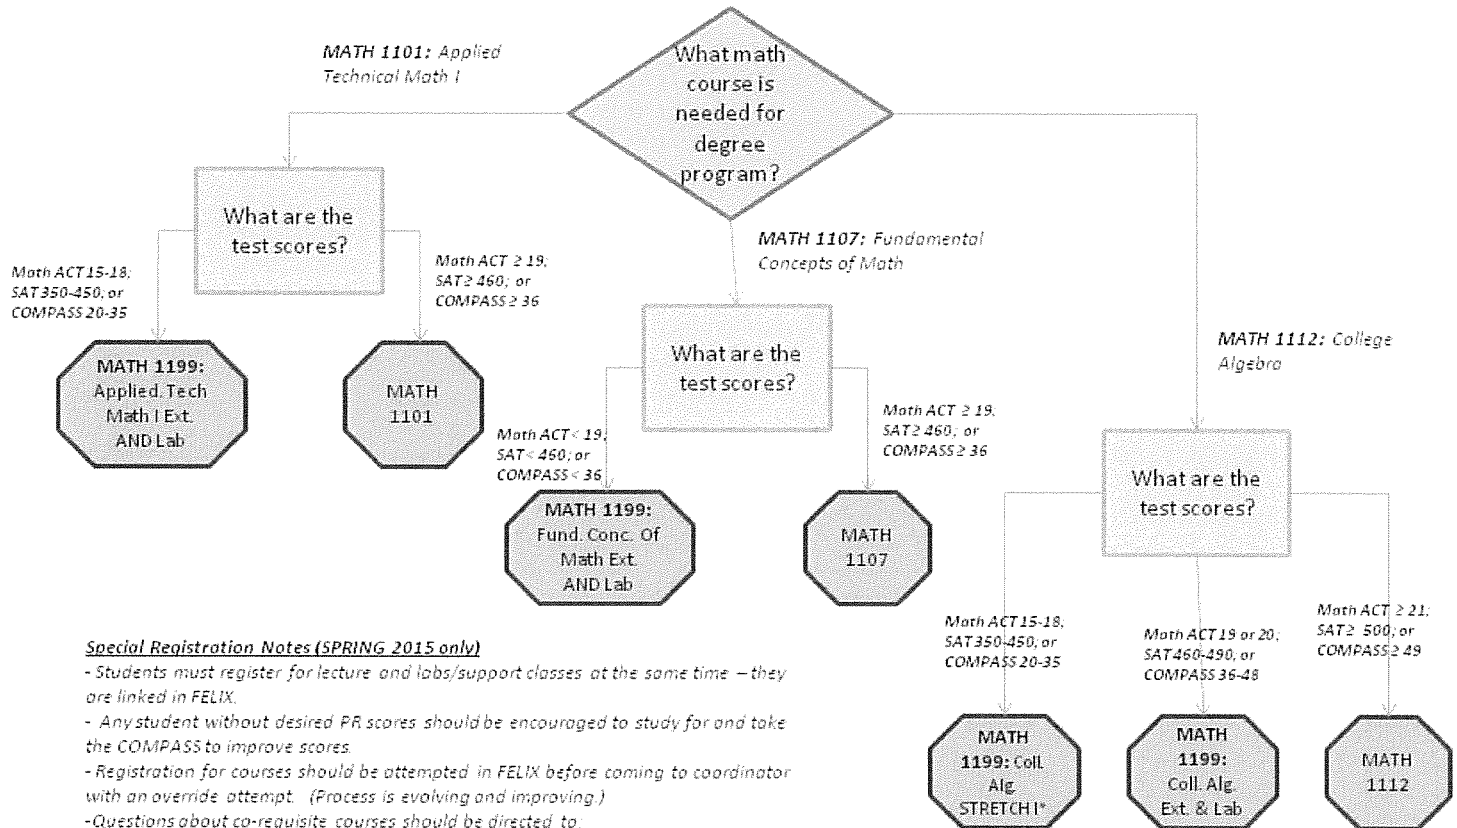 What math
course is
needed for
degree
program?
MATH 1101: Applied
Technical Math I
What are the
test scores?
Math ACT 15-18;
SAT 350-450; or
COMPASS 20-35
Math ACT ≥ 19;
SAT ≥ 460; or
COMPASS ≥ 36
MATH 1199:
Applied. Tech
Math I Ext.
AND Lab
MATH
1101
MATH 1107: Fundamental
Concepts of Math
What are the
test scores?
Math ACT < 19;
SAT < 460; or
COMPASS < 36
Math ACT ≥ 19;
SAT ≥ 460; or
COMPASS ≥ 36
MATH 1199:
Fund. Conc. Of
Math Ext.
AND Lab
MATH
1107
MATH 1112: College
Algebra
What are the
test scores?
Math ACT 15-18;
SAT 350-450; or
COMPASS 20-35
Math ACT 19 or 20;
SAT 460-490; or
COMPASS 36-48
Math ACT ≥ 21;
SAT ≥ 500; or
COMPASS ≥ 49
MATH
1199: Coll.
Alg
STRETCH I*
MATH
1199:
Coll. Alg.
Ext. & Lab
MATH
1112
Special Registration Notes (SPRING 2015 only)
- Students must register for lecture and labs/support classes at the same time – they
are linked in FELIX.
- Any student without desired PR scores should be encouraged to study for and take
the COMPASS to improve scores.
- Registration for courses should be attempted in FELIX before coming to coordinator
with an override attempt. (Process is evolving and improving.)
-Questions about co-requisite courses should be directed to: